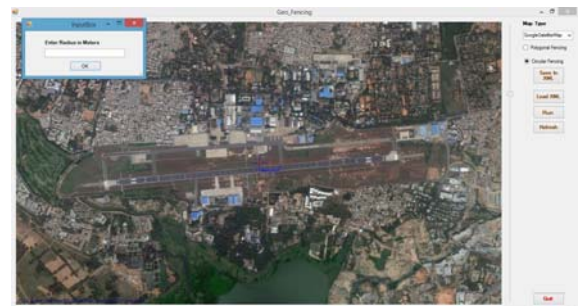 Geo_Fencing
InputBox
Enter Radius in Meters
OK
Map Type
GoogleSatelliteMap
Polygonal Fencing
Circular Fencing
Save to XML
Load XML
Run
Refresh
Quit